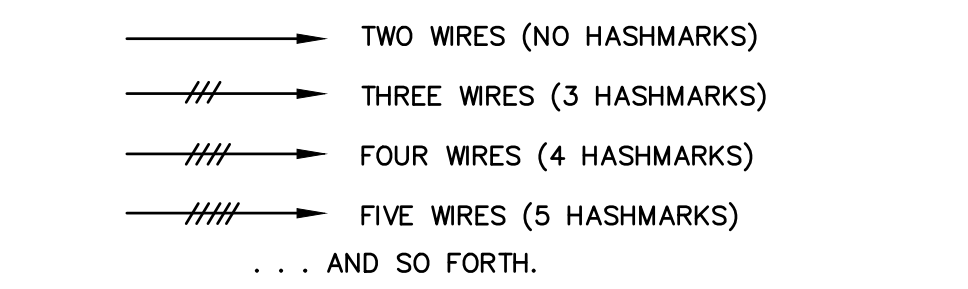 TWO WIRES (NO HASHMARKS)
THREE WIRES (3 HASHMARKS)
FOUR WIRES (4 HASHMARKS)
FIVE WIRES (5 HASHMARKS)
. . . AND SO FORTH.